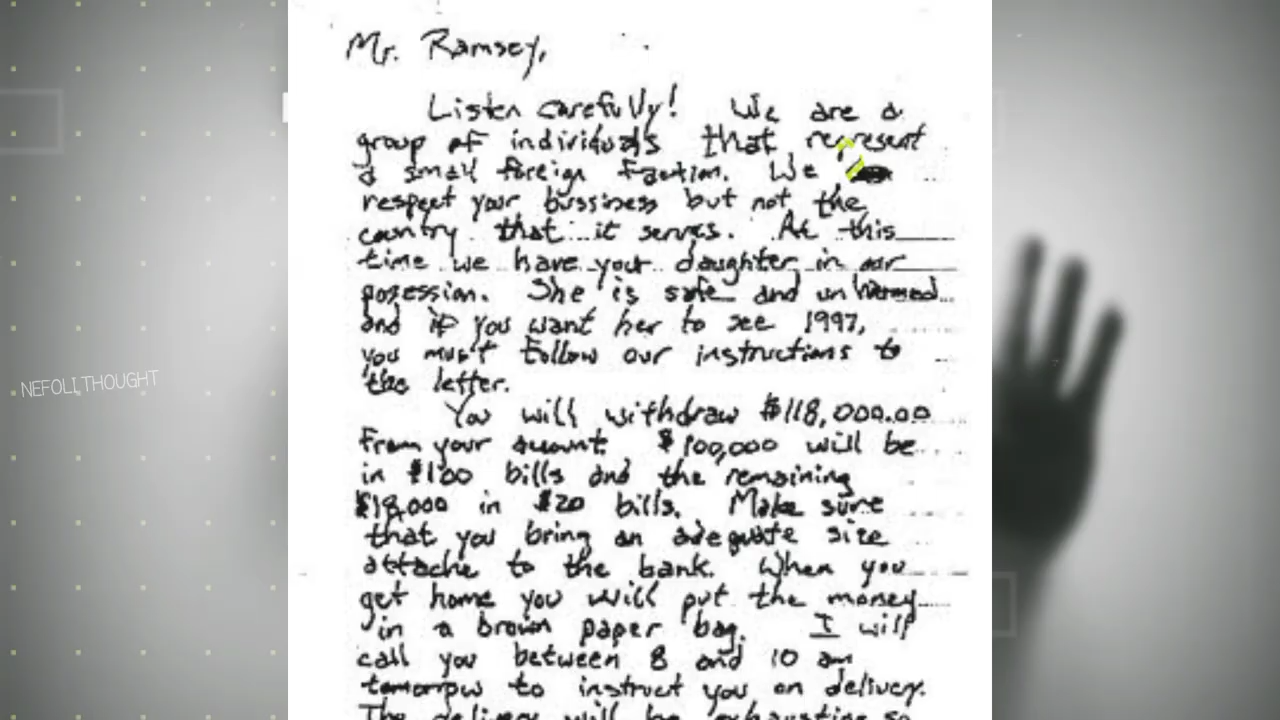 Mr. Ramsey,
Listen carefully! We are a
group of individuals that represent
a small foreign faction. We
respect your bussiness but not the
country that it serves. At this
time we have your daughter in our
posession. She is safe and unharmed
and if you want her to see 1997,
you must follow our instructions to
the letter.
You will withdraw $118,000.00
from your account. $100,000 will be
in $100 bills and the remaining
$18,000 in $20 bills. Make sure
that you bring an adequate size
attache to the bank. When you
get home you will put the money
in a brown paper bag. I will
call you between 8 and 10 am
tomorrow to instruct you on delivery.
The delivery will be exhausting so
NEFOLI THOUGHT